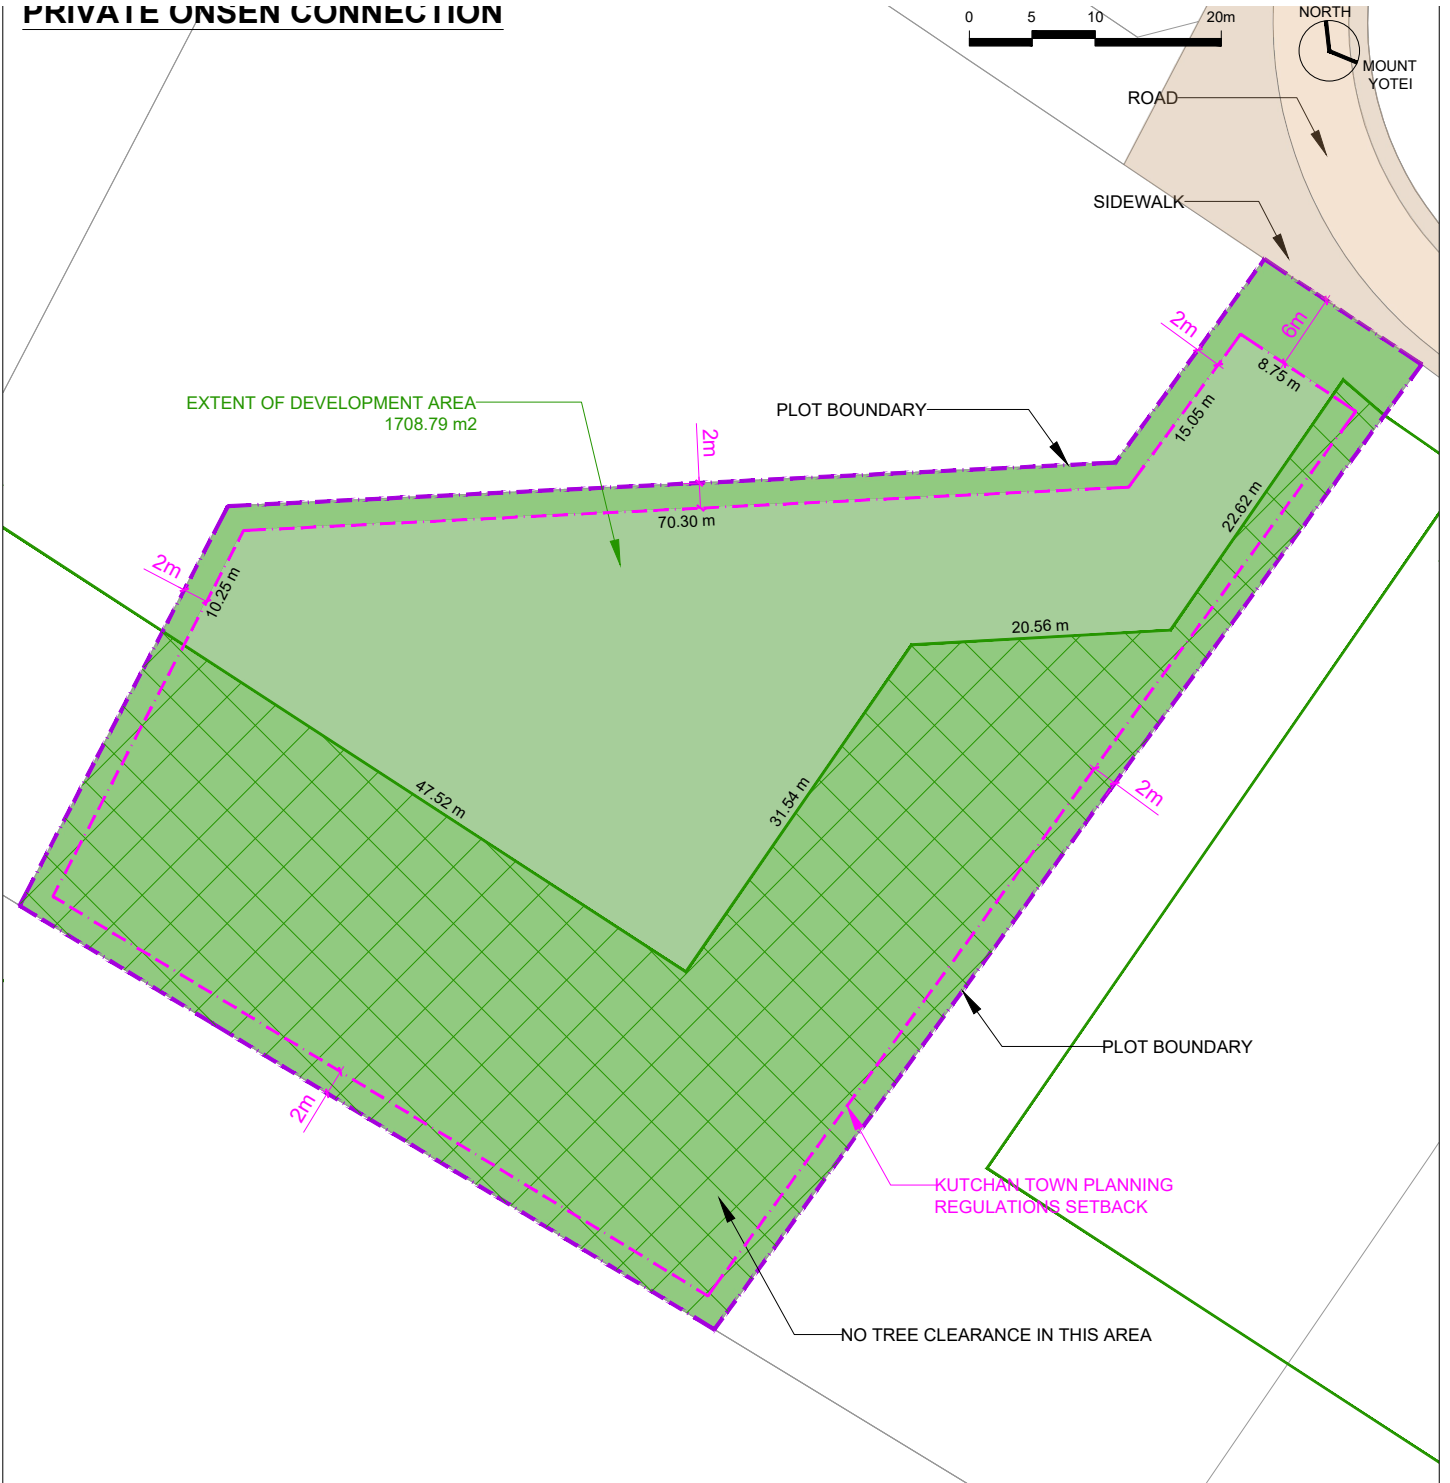 PRIVATE ONSEN CONNECTION
0 5 10 20m
NORTH
MOUNT
YOTEI
ROAD
SIDEWALK
6m
2m
8.75 m
15.05 m
EXTENT OF DEVELOPMENT AREA
1708.79 m2
PLOT BOUNDARY
2m
70.30 m
22.62 m
2m
10.25 m
20.56 m
47.52 m
31.54 m
2m
PLOT BOUNDARY
2m
KUTCHAN TOWN PLANNING
REGULATIONS SETBACK
NO TREE CLEARANCE IN THIS AREA